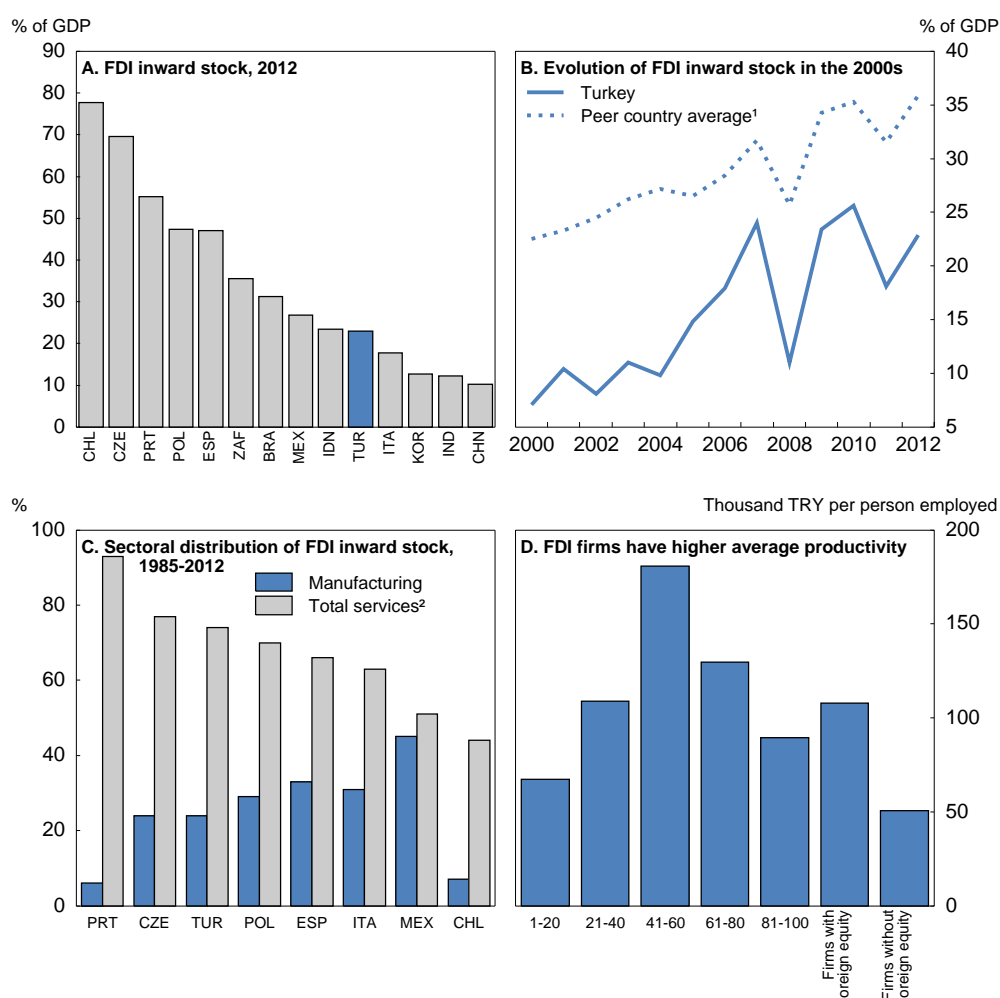 % of GDP
% of GDP
A. FDI inward stock, 2012
90
80
70
60
50
40
30
20
10
0
CHL
CZE
PRT
POL
ESP
ZAF
BRA
MEX
IDN
TUR
ITA
KOR
IND
CHN
B. Evolution of FDI inward stock in the 2000s
Turkey
Peer country average¹
40
35
30
25
20
15
10
5
2000 2002 2004 2006 2008 2010 2012
%
Thousand TRY per person employed
C. Sectoral distribution of FDI inward stock,
1985-2012
Manufacturing
Total services²
100
80
60
40
20
0
PRT CZE TUR POL ESP ITA MEX CHL
D. FDI firms have higher average productivity
200
150
100
50
0
1-20 21-40 41-60 61-80 81-100
Firms with
oreign equity
Firms without
oreign equity